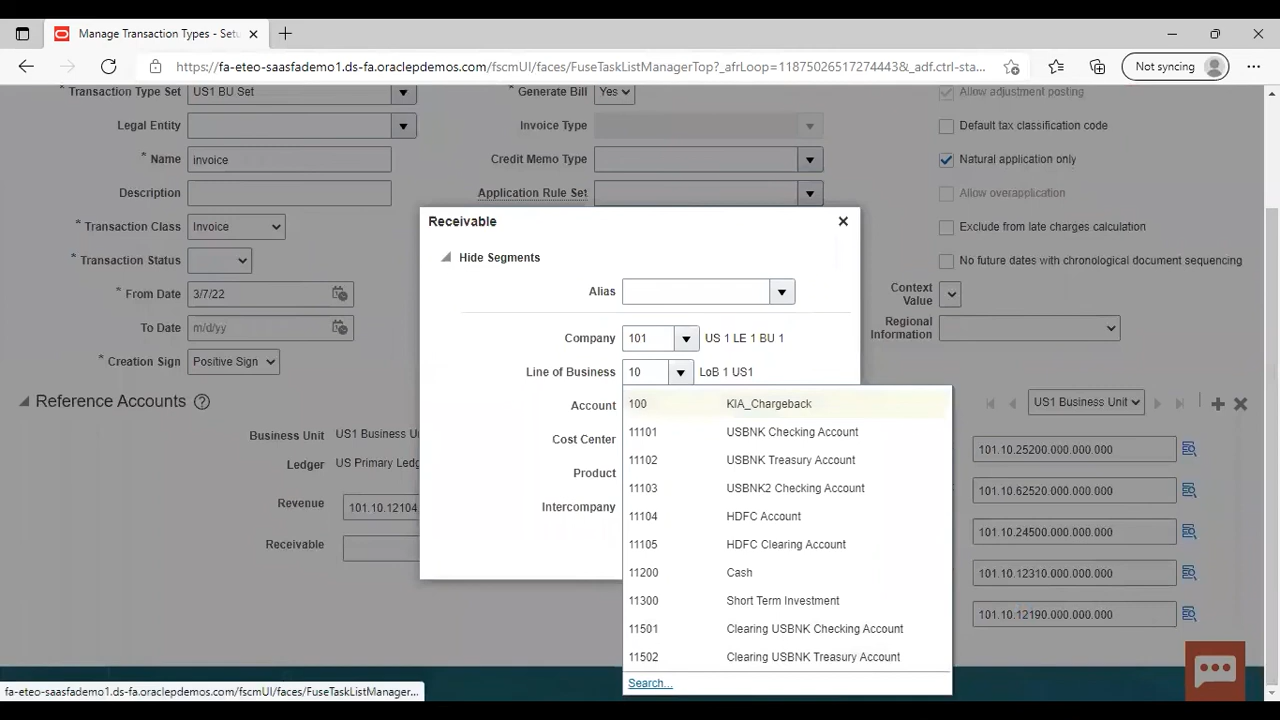 Manage Transaction Types - Setu
Not syncing
https://fa-eteo-saasfademo1.ds-fa.oraclepdemos.com/fscmUI/faces/FuseTaskListManagerTop?_afrLoop=11875026517274443&_adf.ctrl-sta...
* Transaction Type Set US1 BU Set
* Generate Bill Yes
Allow adjustment posting
Legal Entity
Invoice Type
Default tax classification code
* Name invoice
Credit Memo Type
Natural application only
Description
Application Rule Set
Allow overapplication
* Transaction Class Invoice
Exclude from late charges calculation
* Transaction Status
No future dates with chronological document sequencing
* From Date 3/7/22
Context Value
To Date m/d/yy
Regional Information
* Creation Sign Positive Sign
Receivable
Hide Segments
Alias
Company 101 US 1 LE 1 BU 1
Line of Business 10 LoB 1 US1
Account
Cost Center
Product
Intercompany
100 KIA_Chargeback
11101 USBNK Checking Account
11102 USBNK Treasury Account
11103 USBNK2 Checking Account
11104 HDFC Account
11105 HDFC Clearing Account
11200 Cash
11300 Short Term Investment
11501 Clearing USBNK Checking Account
11502 Clearing USBNK Treasury Account
Search...
Reference Accounts
US1 Business Unit
Business Unit US1 Business U
Ledger US Primary Ledg
Revenue 101.10.12104
Receivable
101.10.25200.000.000.000
101.10.62520.000.000.000
101.10.24500.000.000.000
101.10.12310.000.000.000
101.10.12190.000.000.000
fa-eteo-saasfademo1.ds-fa.oraclepdemos.com/fscmUI/faces/FuseTaskListManager...